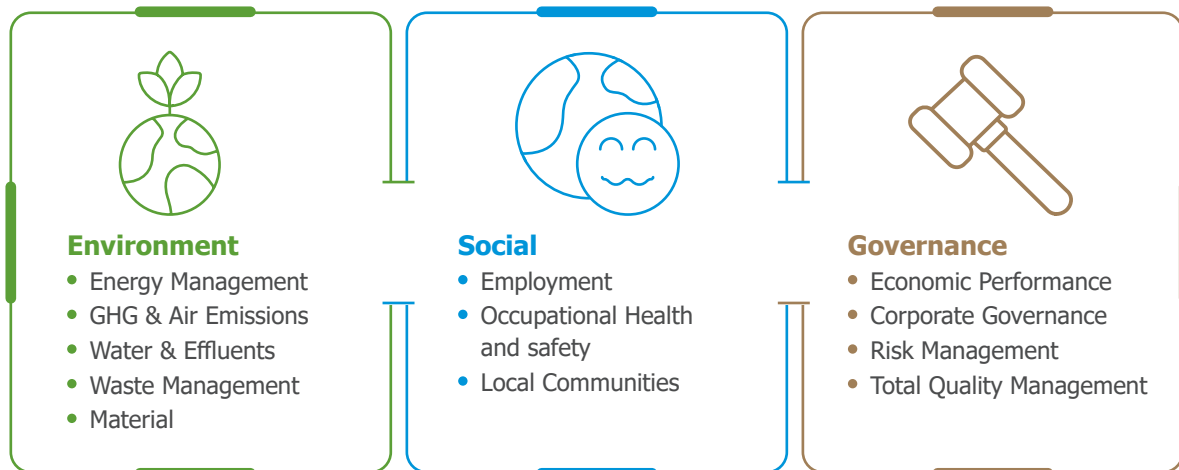 Environment
• Energy Management
• GHG & Air Emissions
• Water & Effluents
• Waste Management
• Material
Social
• Employment
• Occupational Health
and safety
• Local Communities
Governance
• Economic Performance
• Corporate Governance
• Risk Management
• Total Quality Management